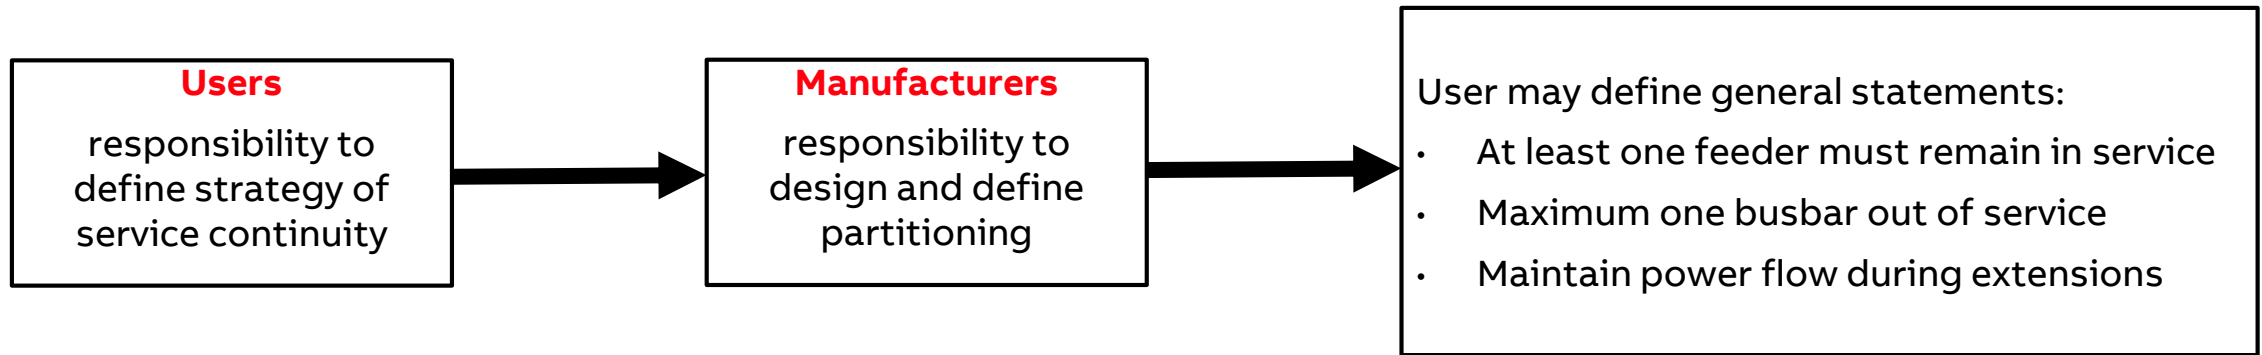 Users
responsibility to
define strategy of
service continuity
Manufacturers
responsibility to
design and define
partitioning
User may define general statements:
• At least one feeder must remain in service
• Maximum one busbar out of service
• Maintain power flow during extensions